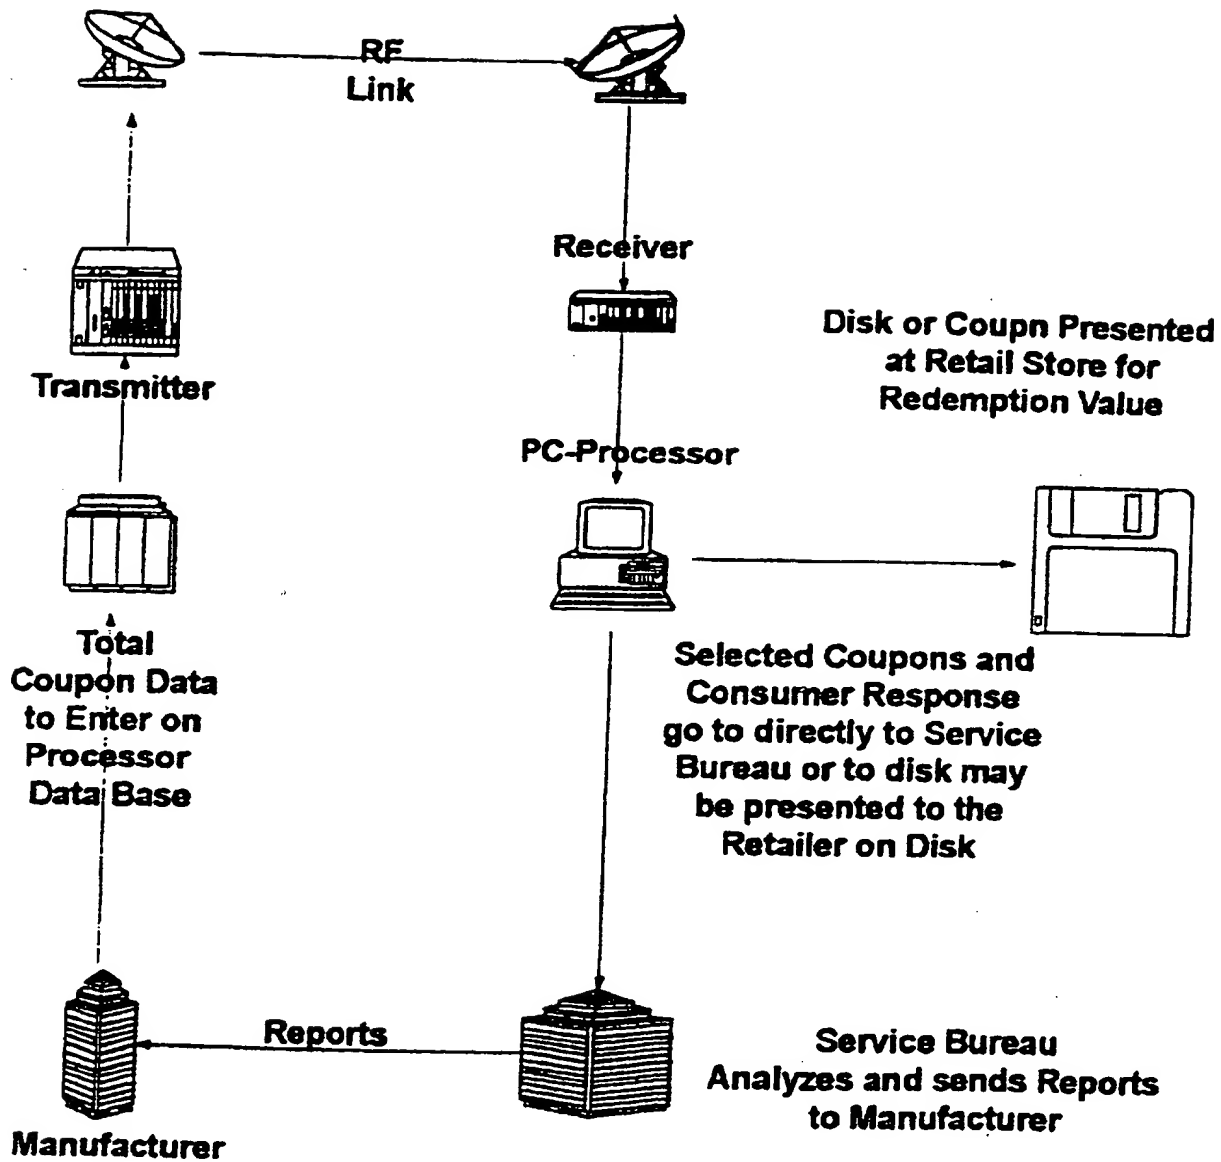 RF
Link
Receiver
Disk or Coupn Presented
at Retail Store for
Redemption Value
Transmitter
PC-Processor
Total
Coupon Data
to Enter on
Processor
Data Base
Selected Coupons and
Consumer Response
go to directly to Service
Bureau or to disk may
be presented to the
Retailer on Disk
Reports
Service Bureau
Analyzes and sends Reports
to Manufacturer
Manufacturer